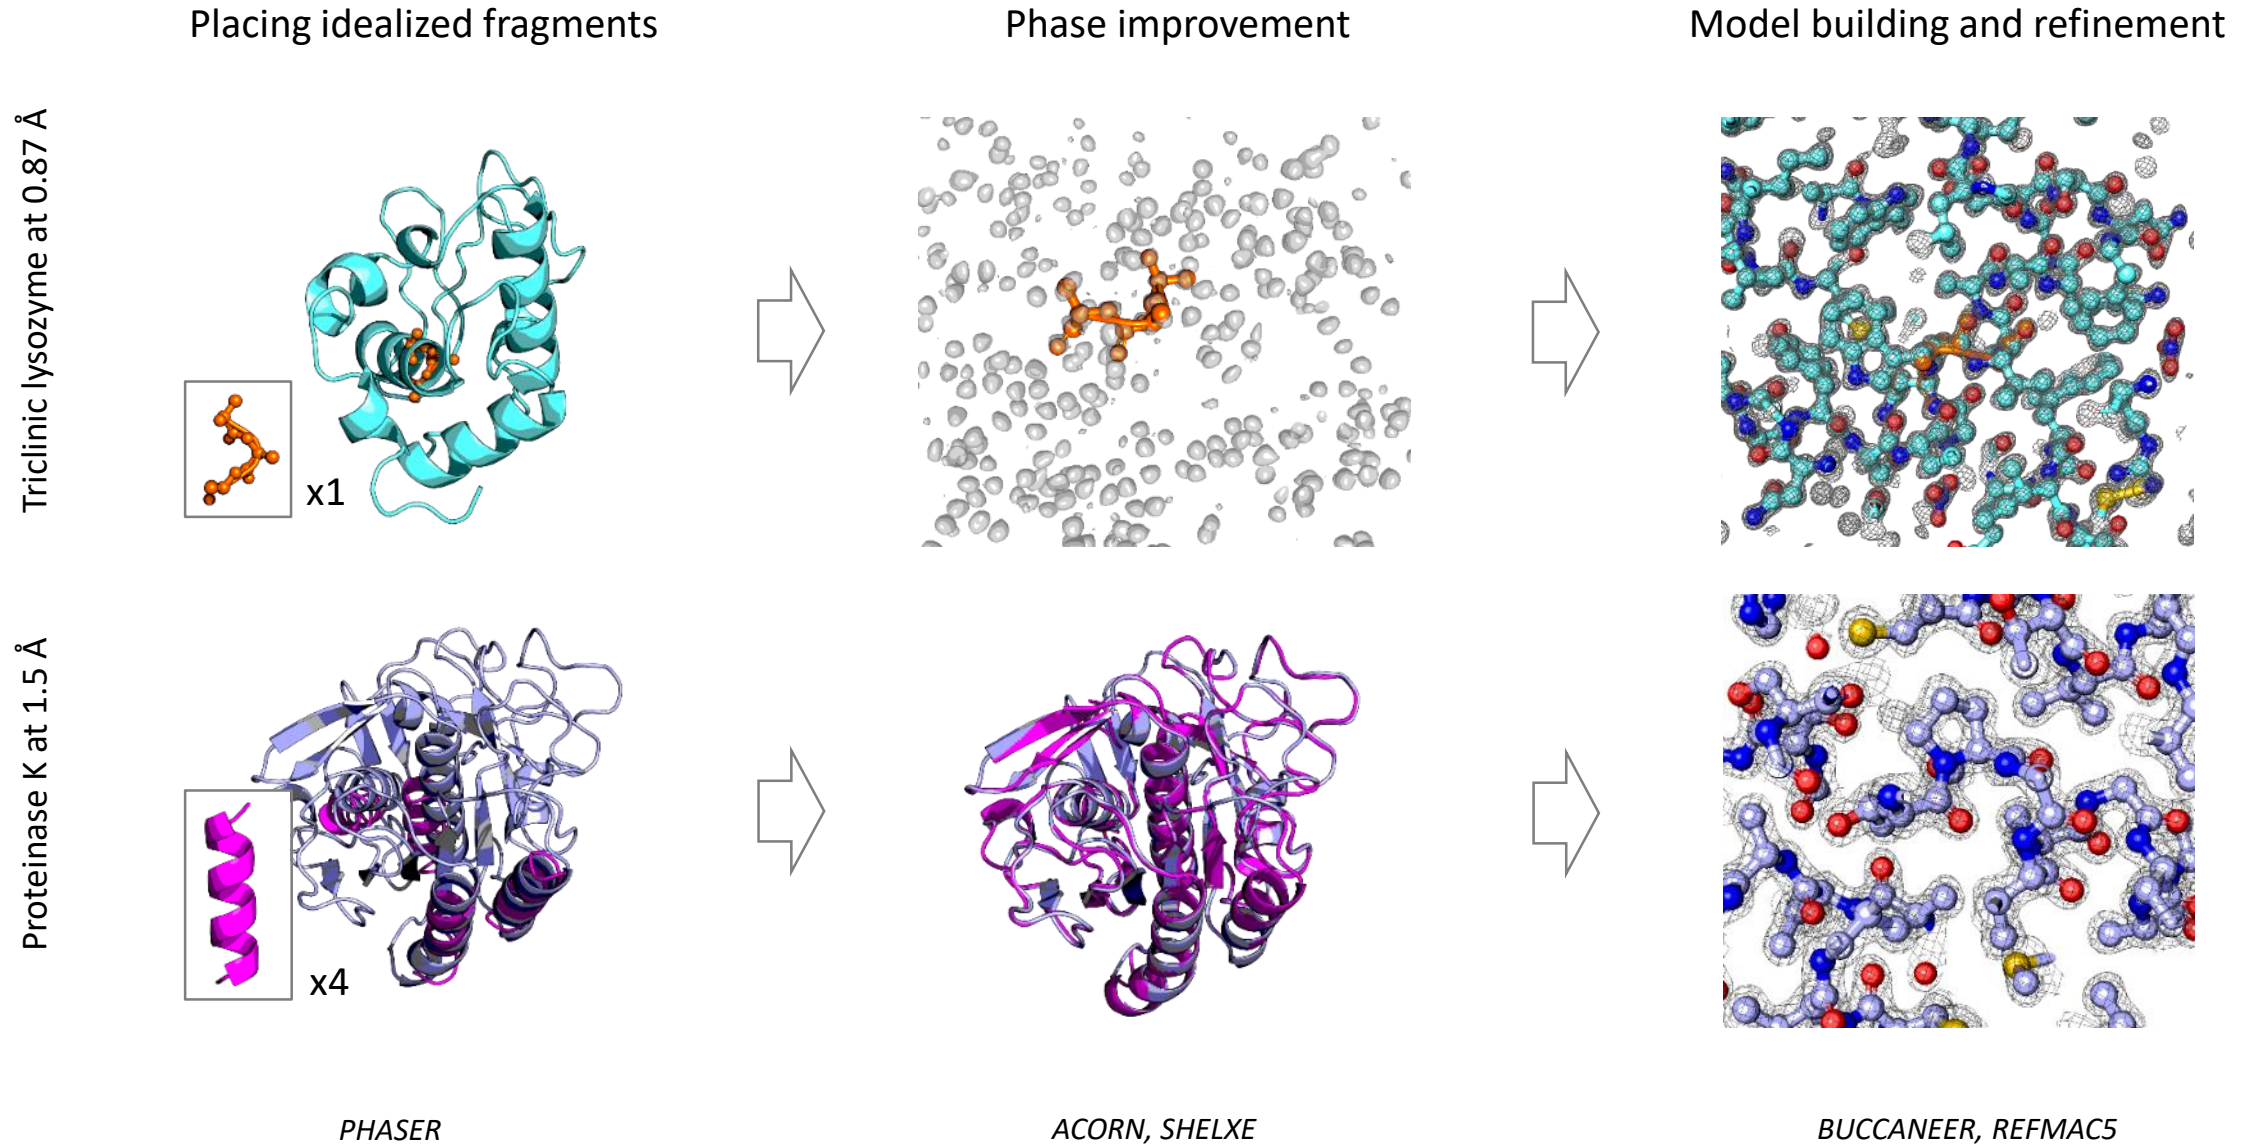 Placing idealized fragments
Phase improvement
Model building and refinement
Triclinic lysozyme at 0.87 Å
x1
Proteinase K at 1.5 Å
x4
PHASER
ACORN, SHELXE
BUCCANEER, REFMAC5